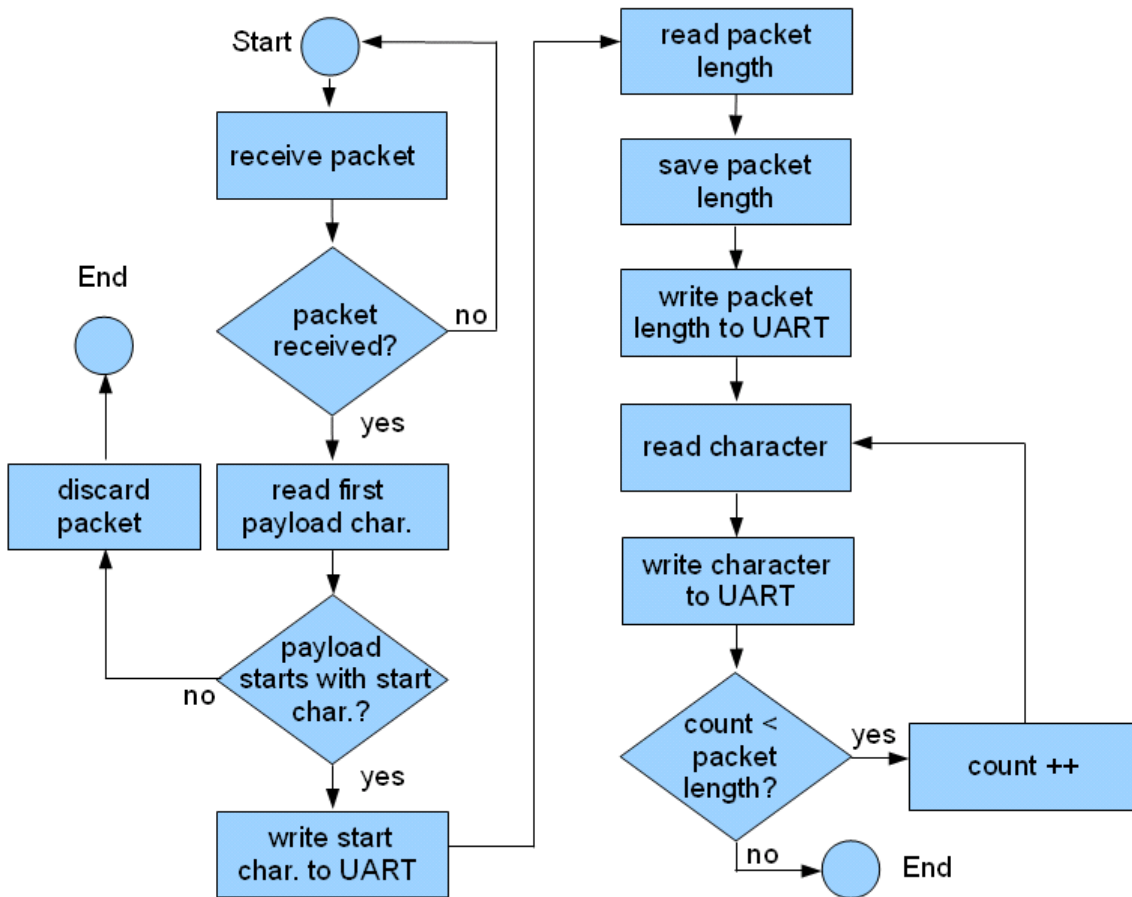 Start
receive packet
packet
received?
no
yes
read first
payload char.
payload
starts with start
char.?
no
discard
packet
End
yes
write start
char. to UART
read packet
length
save packet
length
write packet
length to UART
read character
write character
to UART
count <
packet
length?
yes
count ++
no
End